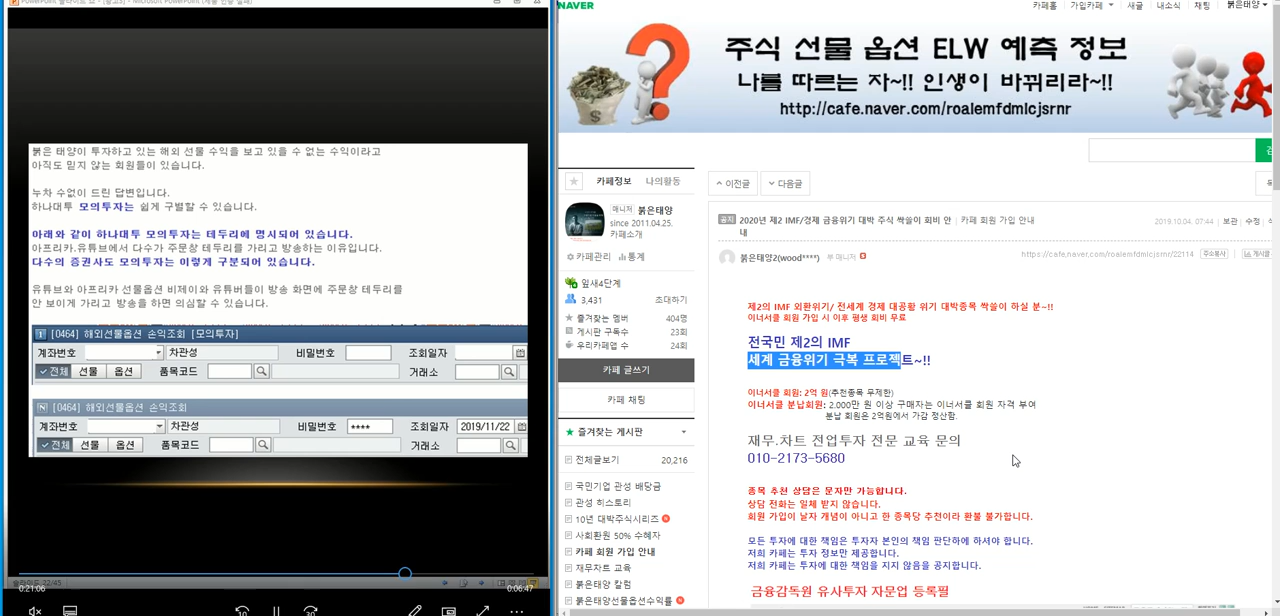 붉은 태양이 투자하고 있는 해외 선물 수익을 보고 있을 수 없는 수익이라고
아직도 믿지 않는 회원들이 있습니다.
누차 수없이 드린 답변입니다.
하나대투 모의투자는 쉽게 구별할 수 있습니다.
아래와 같이 하나대투 모의투자는 테두리에 명시되어 있습니다.
아프리카.유튜브에서 다수가 주문창 테두리를 가리고 방송하는 이유입니다.
다수의 증권사도 모의투자는 이렇게 구분되어 있습니다.
유튜브와 아프리카 선물옵션 비제이와 유튜버들이 방송 화면에 주문창 테두리를
안 보이게 가리고 방송을 하면 의심할 수 있습니다.
[0464] 해외선물옵션 손익조회 [모의투자]
계좌번호 차관성 비밀번호 조회일자
전체 선물 옵션 품목코드 거래소
[0464] 해외선물옵션 손익조회
계좌번호 차관성 비밀번호 **** 조회일자 2019/11/22
전체 선물 옵션 품목코드 거래소
0:21:06
0:06:47
10
30
NAVER
카페홈 가입카페 새글 내소식 채팅 붉은태양
주식 선물 옵션 ELW 예측 정보
나를 따르는 자~!! 인생이 바뀌리라~!!
http://cafe.naver.com/roalemfdmlcjsrnr
카페정보 나의활동
매니저 붉은태양
since 2011.04.25.
카페소개
카페관리 통계
잎새4단계
3,431 초대하기
즐겨찾는 멤버 404명
게시판 구독수 23회
우리카페앱 수 24회
카페 글쓰기
카페 채팅
즐겨찾는 게시판
전체글보기 20,216
국민기업 관성 배당금
관성 히스토리
10년 대박주식시리즈
사회환원 50% 수혜자
카페 회원 가입 안내
재무차트 교육
붉은태양 칼럼
붉은태양선물옵션수익률
이전글 다음글
공지 2020년 제2 IMF/경제 금융위기 대박 주식 싹쓸이 회비 안내 | 카페 회원 가입 안내
2019.10.04. 07:44 보관 수정
붉은태양2(wood****) 부매니저
https://cafe.naver.com/roalemfdmlcjsrnr/22114 주소복사
제2의 IMF 외환위기/ 전세계 경제 대공황 위기 대박종목 싹쓸이 하실 분~!!
이너서클 회원 가입 시 이후 평생 회비 무료
전국민 제2의 IMF
세계 금융위기 극복 프로젝트~!!
이너서클 회원: 2억 원(추천종목 무제한)
이너서클 분납회원: 2,000만 원 이상 구매자는 이너서클 회원 자격 부여
분납 회원은 2억원에서 가감 정산함.
재무.차트 전업투자 전문 교육 문의
010-2173-5680
종목 추천 상담은 문자만 가능합니다.
상담 전화는 일체 받지 않습니다.
회원 가입이 날자 개념이 아니고 한 종목당 추천이라 환불 불가합니다.
모든 투자에 대한 책임은 투자자 본인의 책임 판단하에 하셔야 합니다.
저희 카페는 투자 정보만 제공합니다.
저희 카페는 투자에 대한 책임을 지지 않음을 공지합니다.
금융감독원 유사투자 자문업 등록필